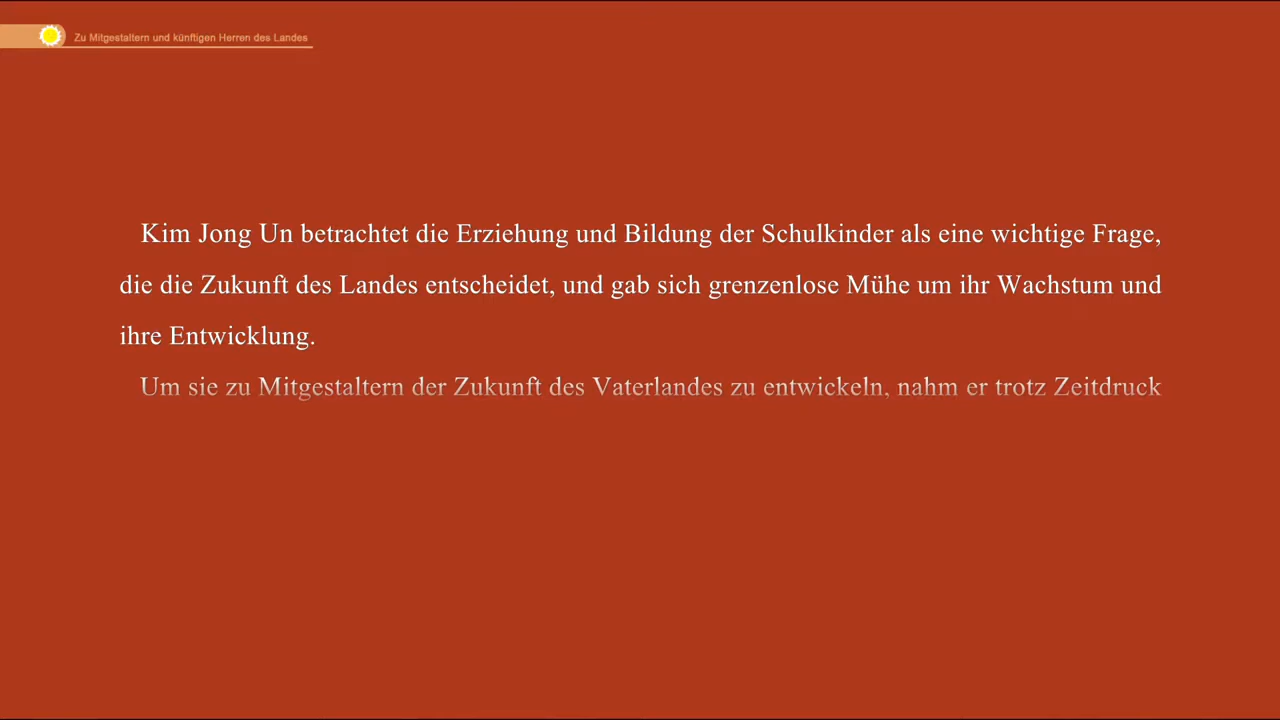 Zu Mitgestaltern und künftigen Herren des Landes
Kim Jong Un betrachtet die Erziehung und Bildung der Schulkinder als eine wichtige Frage,
die die Zukunft des Landes entscheidet, und gab sich grenzenlose Mühe um ihr Wachstum und
ihre Entwicklung.
Um sie zu Mitgestaltern der Zukunft des Vaterlandes zu entwickeln, nahm er trotz Zeitdruck